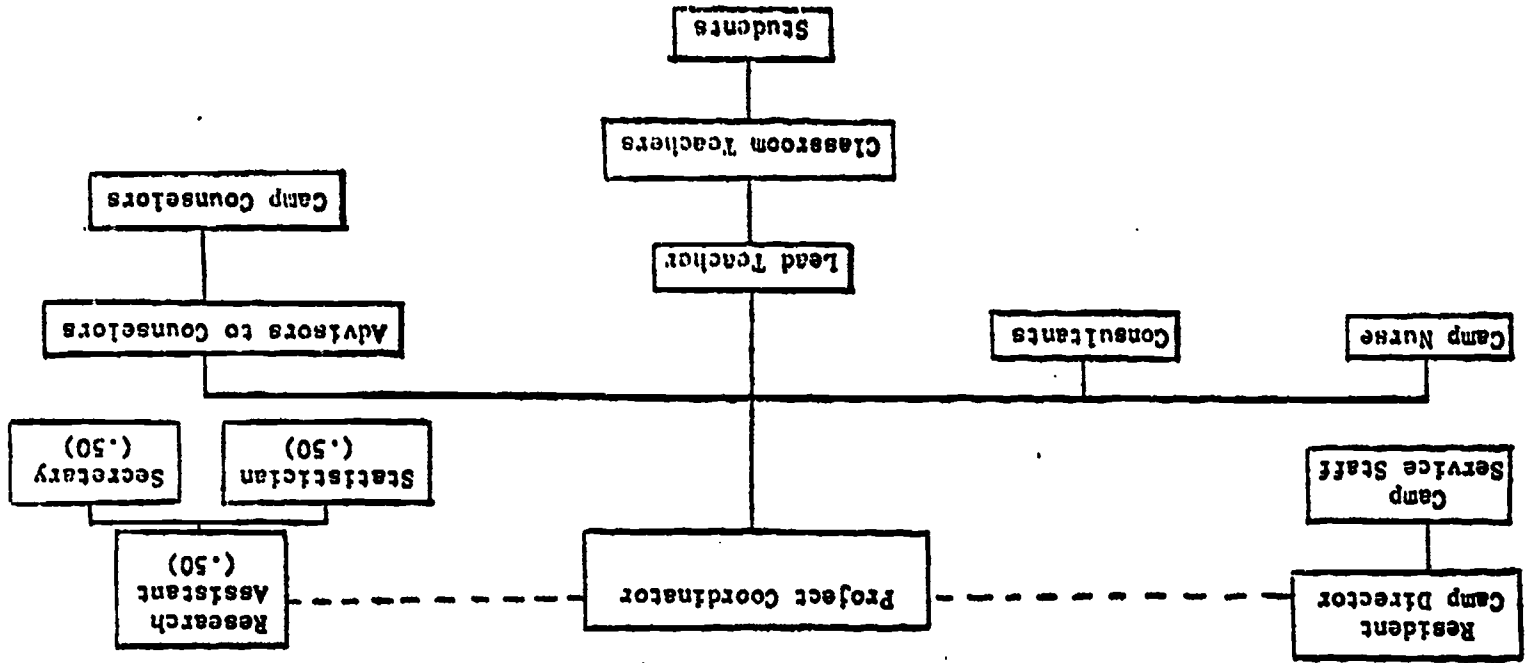 Resident
Camp Director
Project Coordinator
Research
Assistant
(.50)
Camp
Service Staff
Statistician
(.50)
Secretary
(.50)
Camp Nurse
Consultants
Advisors to Counselors
Lead Teacher
Camp Counselors
Classroom Teachers
Students